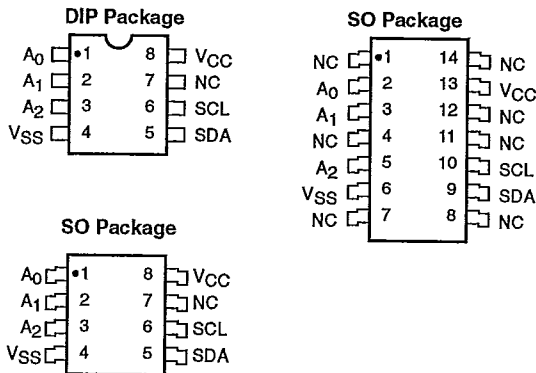 DIP Package
A0 1 8 VCC
A1 2 7 NC
A2 3 6 SCL
VSS 4 5 SDA
SO Package
NC 1 14 NC
A0 2 13 VCC
A1 3 12 NC
NC 4 11 NC
A2 5 10 SCL
VSS 6 9 SDA
NC 7 8 NC
SO Package
A0 1 8 VCC
A1 2 7 NC
A2 3 6 SCL
VSS 4 5 SDA